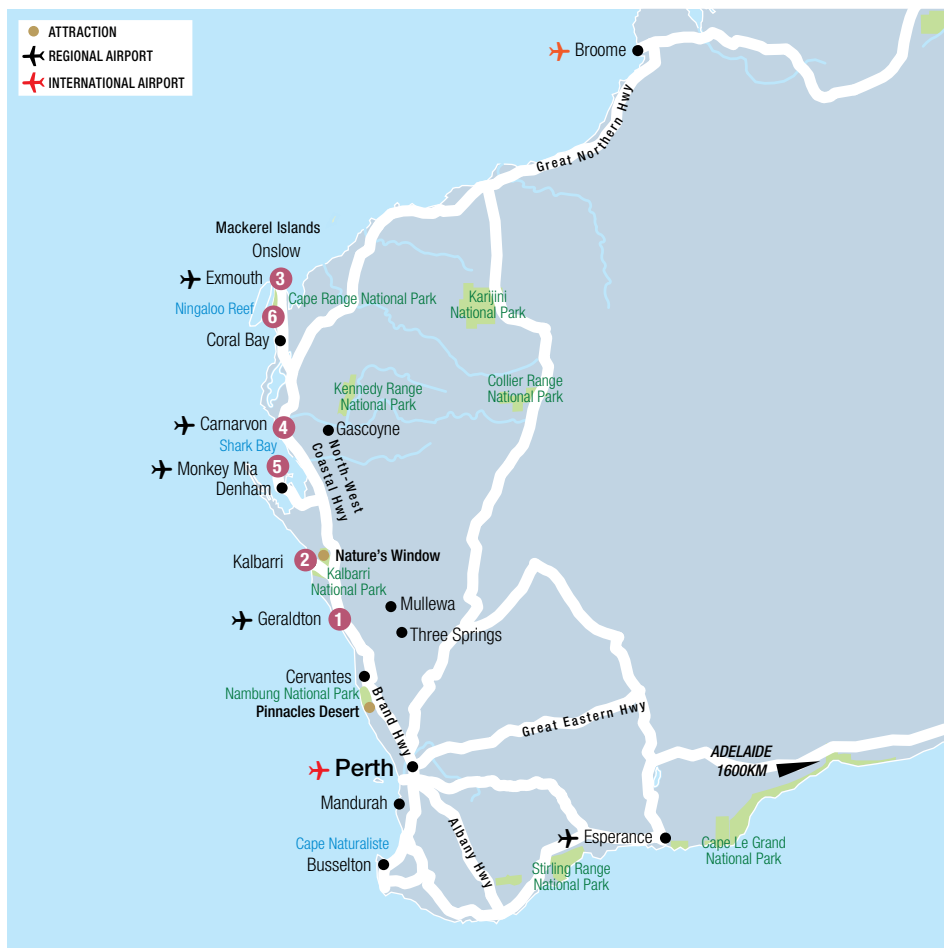 ATTRACTION
REGIONAL AIRPORT
INTERNATIONAL AIRPORT
Broome
Great Northern Hwy
Mackerel Islands
Onslow
Exmouth
3
Cape Range National Park
Ningaloo Reef
6
Coral Bay
Karijini
National Park
Kennedy Range
National Park
Collier Range
National Park
Carnarvon
4
Gascoyne
Shark Bay
North-West
Coastal Hwy
Monkey Mia
5
Denham
Kalbarri
2
Nature's Window
Kalbarri
National Park
Mullewa
Geraldton
1
Three Springs
Cervantes
Nambung National Park
Pinnacles Desert
Brand Hwy
Great Eastern Hwy
ADELAIDE
1600KM
Perth
Mandurah
Albany Hwy
Esperance
Cape Le Grand
National Park
Cape Naturaliste
Busselton
Stirling Range
National Park